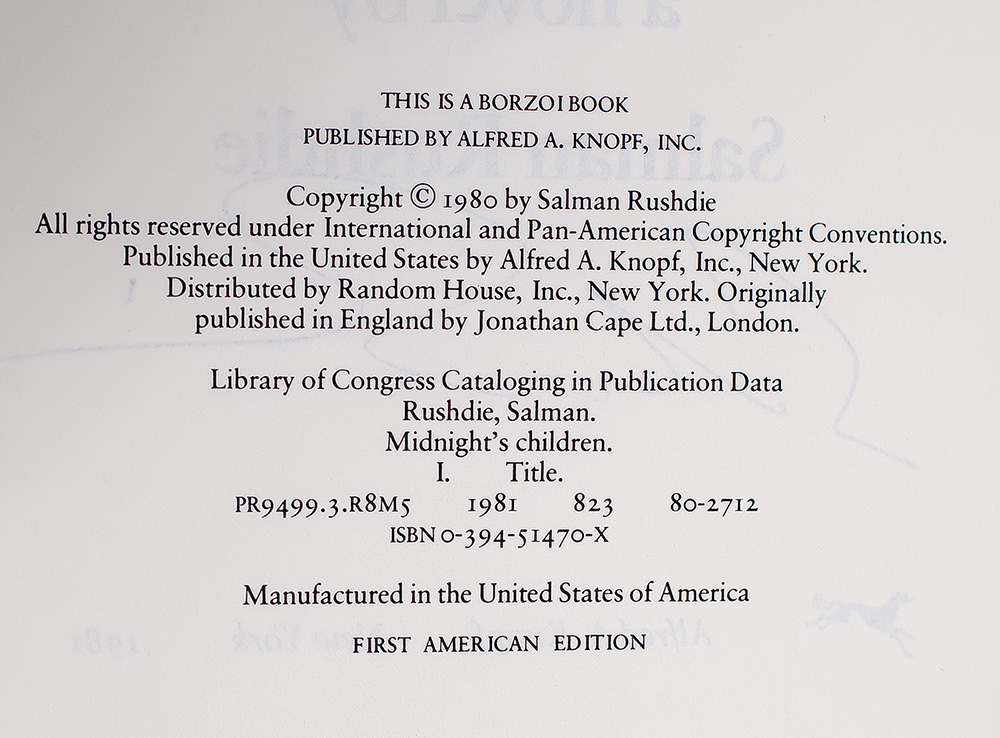 THIS IS A BORZOI BOOK
PUBLISHED BY ALFRED A. KNOPF, INC.
Copyright © 1980 by Salman Rushdie
All rights reserved under International and Pan-American Copyright Conventions.
Published in the United States by Alfred A. Knopf, Inc., New York.
Distributed by Random House, Inc., New York. Originally
published in England by Jonathan Cape Ltd., London.
Library of Congress Cataloging in Publication Data
Rushdie, Salman.
Midnight's children.
I. Title.
PR9499.3.R8M5 1981 823 80-2712
ISBN 0-394-51470-X
Manufactured in the United States of America
FIRST AMERICAN EDITION